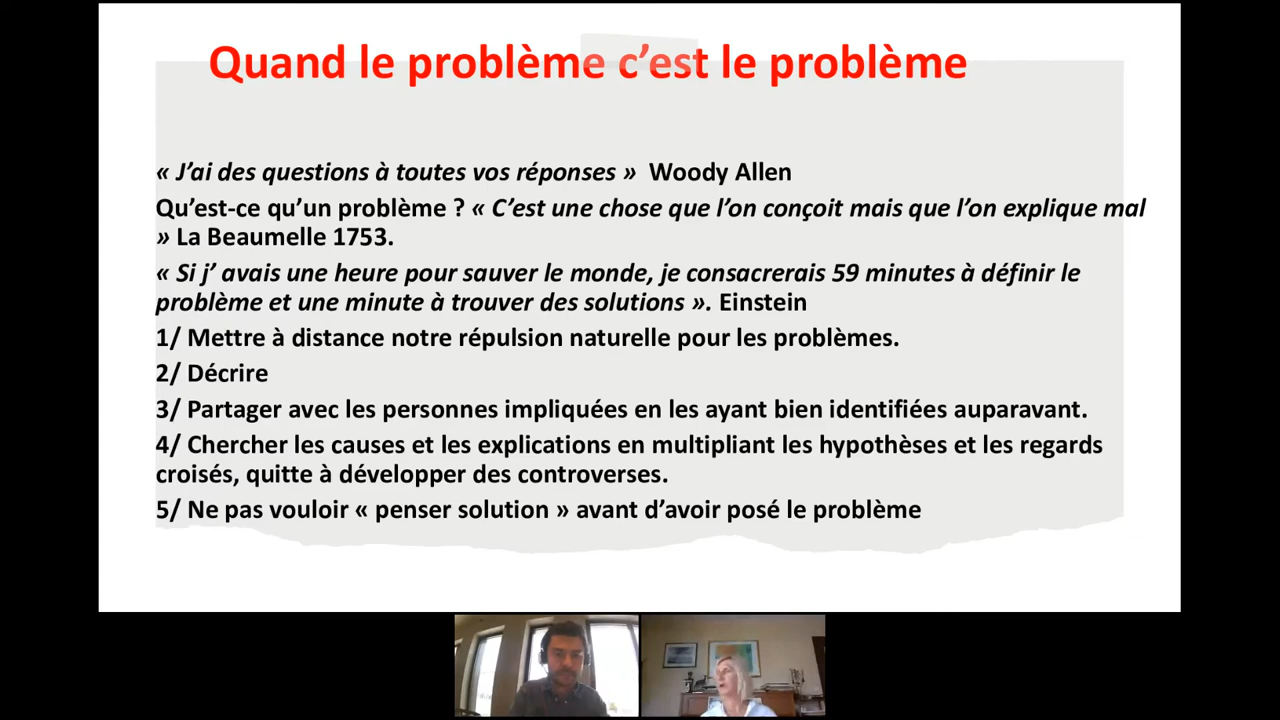 Quand le problème c’est le problème
« J’ai des questions à toutes vos réponses »  Woody Allen
Qu’est-ce qu’un problème ? « C’est une chose que l’on conçoit mais que l’on explique mal
» La Beaumelle 1753.
« Si j’ avais une heure pour sauver le monde, je consacrerais 59 minutes à définir le
problème et une minute à trouver des solutions ». Einstein
1/ Mettre à distance notre répulsion naturelle pour les problèmes.
2/ Décrire
3/ Partager avec les personnes impliquées en les ayant bien identifiées auparavant.
4/ Chercher les causes et les explications en multipliant les hypothèses et les regards
croisés, quitte à développer des controverses.
5/ Ne pas vouloir « penser solution » avant d’avoir posé le problème